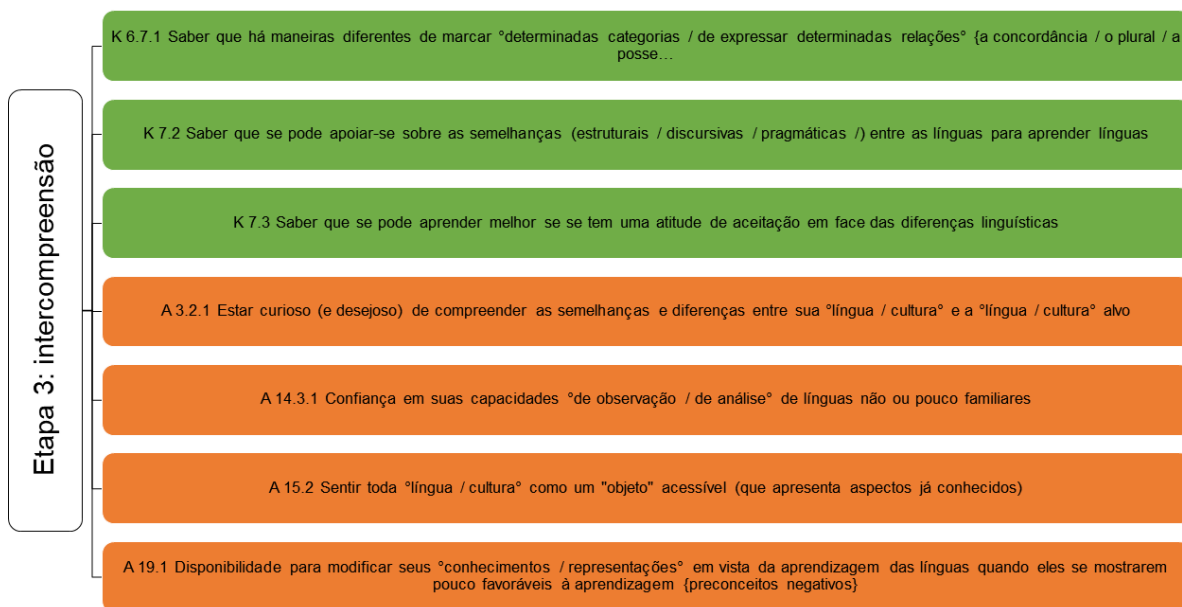 Etapa 3: intercompreensão
K 6.7.1 Saber que há maneiras diferentes de marcar °determinadas categorias / de expressar determinadas relações° {a concordância / o plural / a
posse…
K 7.2 Saber que se pode apoiar-se sobre as semelhanças (estruturais / discursivas / pragmáticas /) entre as línguas para aprender línguas
K 7.3 Saber que se pode aprender melhor se se tem uma atitude de aceitação em face das diferenças linguísticas
A 3.2.1 Estar curioso (e desejoso) de compreender as semelhanças e diferenças entre sua °língua / cultura° e a °língua / cultura° alvo
A 14.3.1 Confiança em suas capacidades °de observação / de análise° de línguas não ou pouco familiares
A 15.2 Sentir toda °língua / cultura° como um "objeto" acessível (que apresenta aspectos já conhecidos)
A 19.1 Disponibilidade para modificar seus °conhecimentos / representações° em vista da aprendizagem das línguas quando eles se mostrarem
pouco favoráveis à aprendizagem {preconceitos negativos}